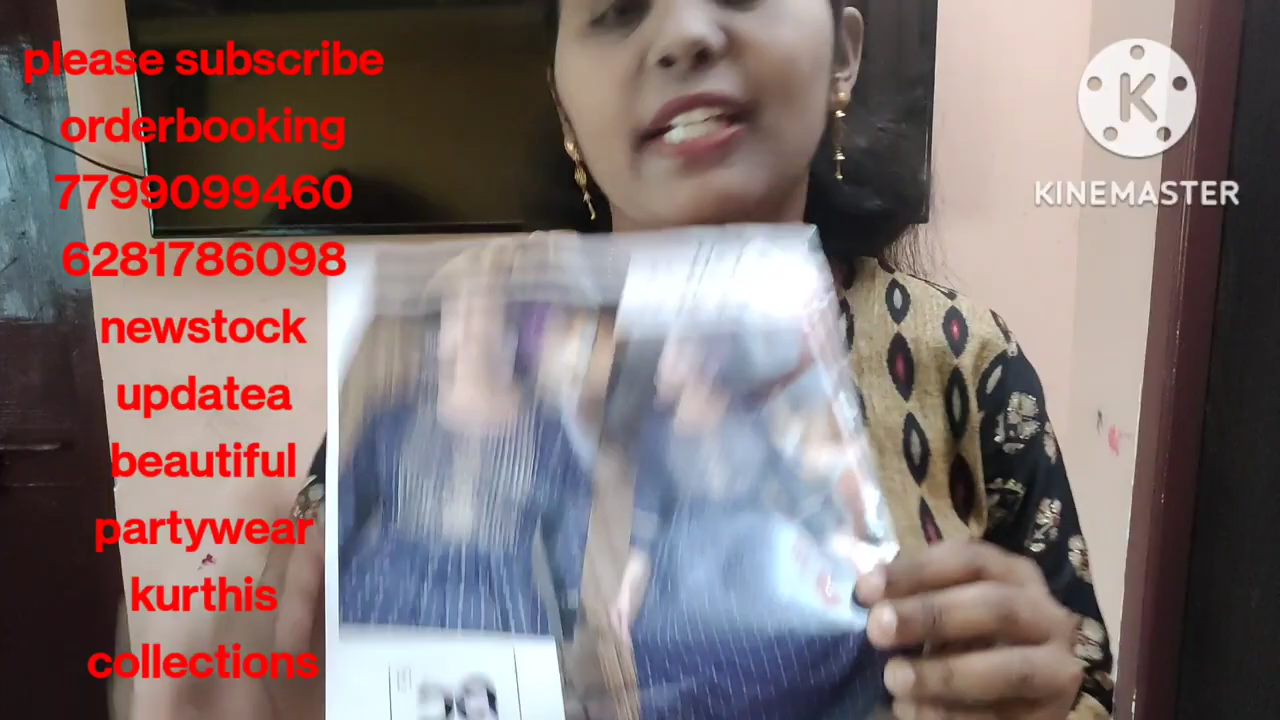 please subscribe
orderbooking
7799099460
6281786098
newstock
updatea
beautiful
partywear
kurthis
collections
K
KINEMASTER